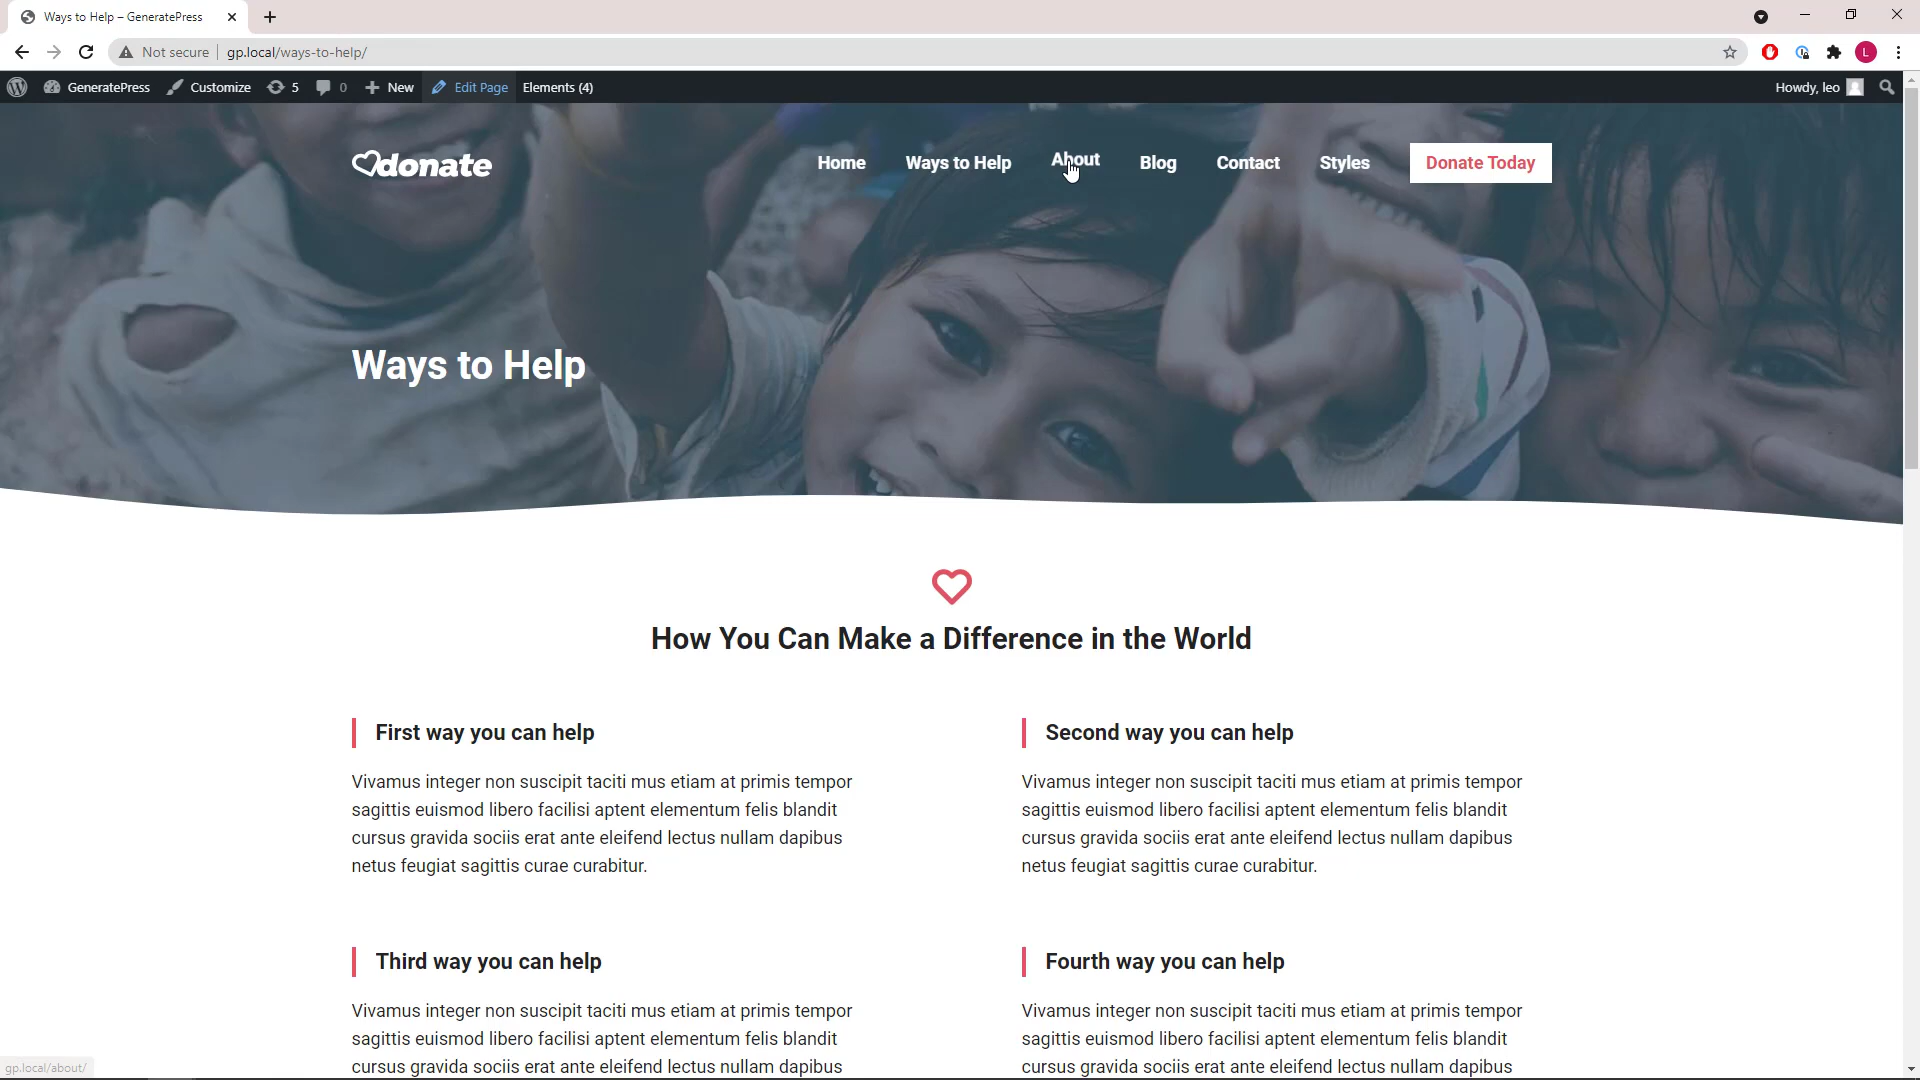 Ways to Help – GeneratePress
Not secure
gp.local/ways-to-help/
L
GeneratePress
Customize
5
0
New
Edit Page
Elements (4)
Howdy, leo
donate
Home
Ways to Help
About
Blog
Contact
Styles
Donate Today
Ways to Help
How You Can Make a Difference in the World
First way you can help
Vivamus integer non suscipit taciti mus etiam at primis tempor
sagittis euismod libero facilisi aptent elementum felis blandit
cursus gravida sociis erat ante eleifend lectus nullam dapibus
netus feugiat sagittis curae curabitur.
Second way you can help
Vivamus integer non suscipit taciti mus etiam at primis tempor
sagittis euismod libero facilisi aptent elementum felis blandit
cursus gravida sociis erat ante eleifend lectus nullam dapibus
netus feugiat sagittis curae curabitur.
Third way you can help
Vivamus integer non suscipit taciti mus etiam at primis tempor
sagittis euismod libero facilisi aptent elementum felis blandit
cursus gravida sociis erat ante eleifend lectus nullam dapibus
Fourth way you can help
Vivamus integer non suscipit taciti mus etiam at primis tempor
sagittis euismod libero facilisi aptent elementum felis blandit
cursus gravida sociis erat ante eleifend lectus nullam dapibus
gp.local/about/